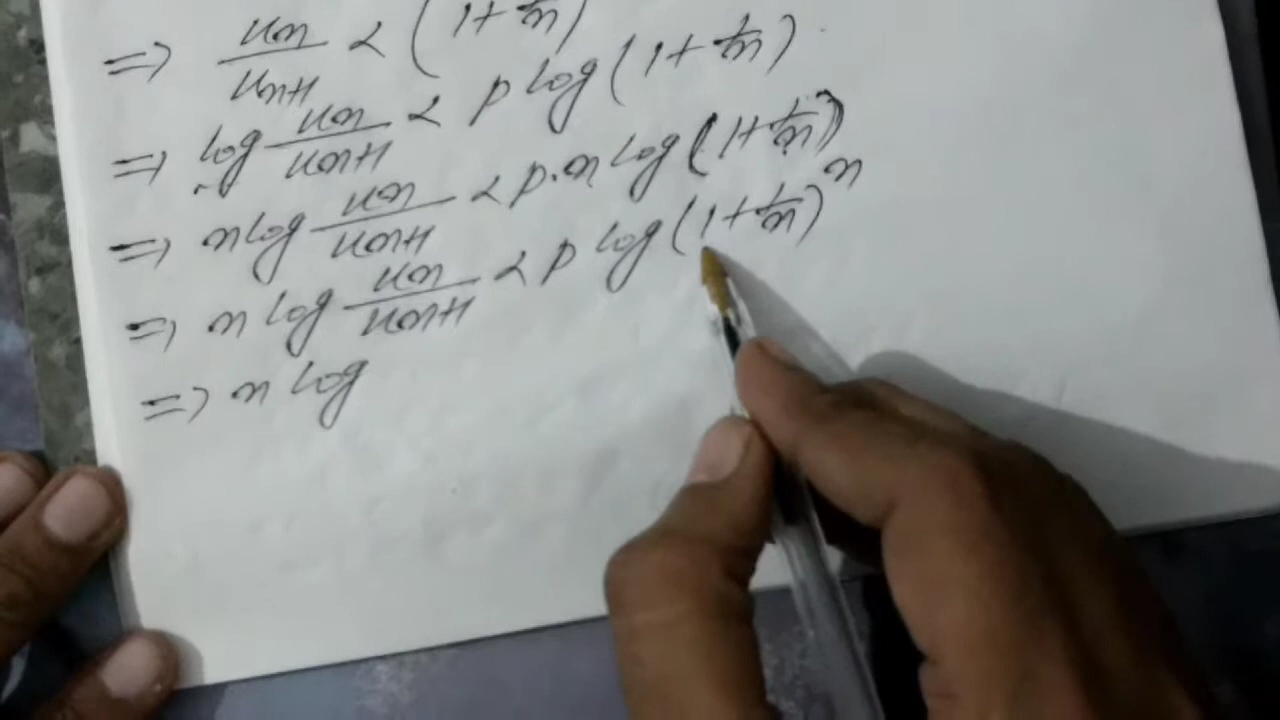 => un/un+1 < (1+1/n)
=> log un/un+1 < p log(1+1/n)
=> n log un/un+1 < p.n log(1+1/n)
=> n log un/un+1 < p log(1+1/n)^n
=> n log